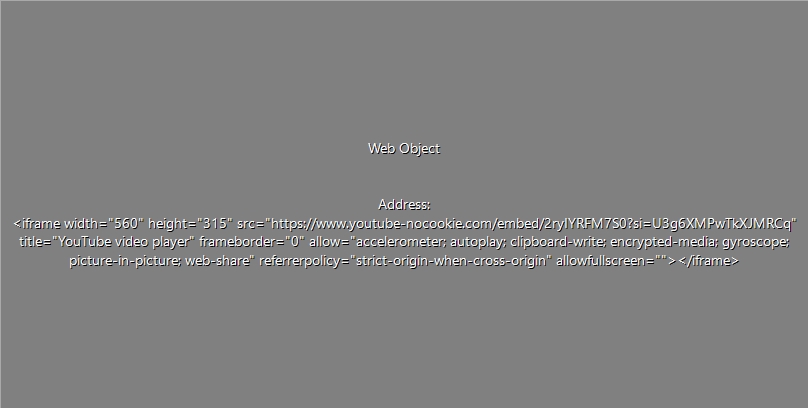 Web Object
Address:
<iframe width="560" height="315" src="https://www.youtube-nocookie.com/embed/2rylYRFM7S0?si=U3g6XMPwTkXJMRCq"
title="YouTube video player" frameborder="0" allow="accelerometer; autoplay; clipboard-write; encrypted-media; gyroscope;
picture-in-picture; web-share" referrerpolicy="strict-origin-when-cross-origin" allowfullscreen=""></iframe>